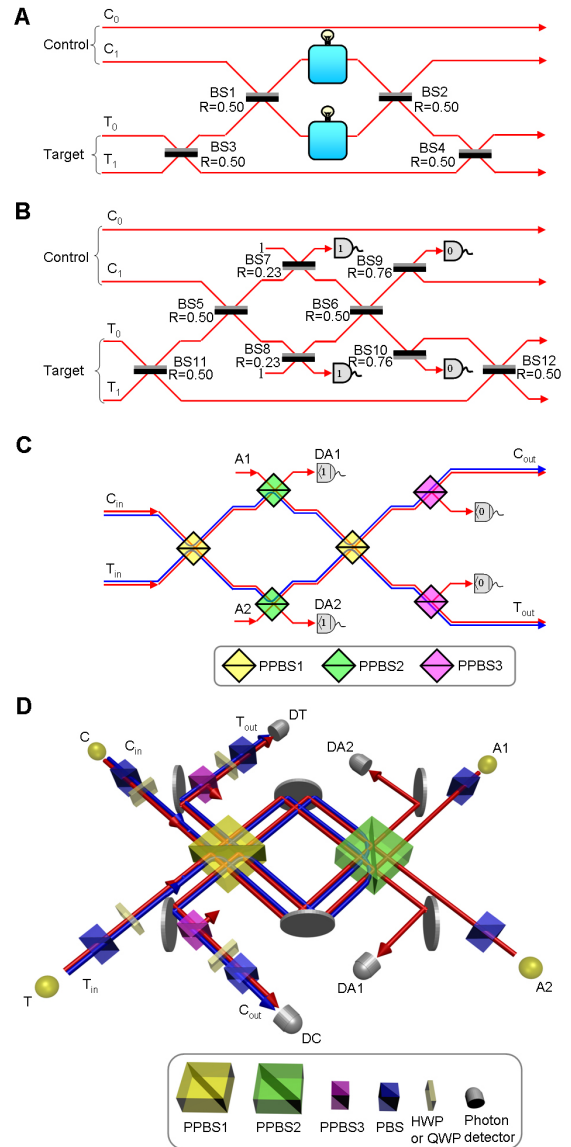 A
C0
Control
C1
BS1
R=0.50
BS2
R=0.50
T0
Target
T1
BS3
R=0.50
BS4
R=0.50
B
C0
Control
C1
1
BS7
R=0.23
1
BS9
R=0.76
0
BS5
R=0.50
BS6
R=0.50
T0
Target
T1
BS8
R=0.23
1
1
BS10
R=0.76
0
BS11
R=0.50
BS12
R=0.50
C
A1
DA1
1
Cout
Cin
0
Tin
0
A2
DA2
1
Tout
PPBS1
PPBS2
PPBS3
D
C
Cin
Tout
DT
DA2
A1
T
Tin
Cout
DC
DA1
A2
PPBS1
PPBS2
PPBS3
PBS
HWP
or QWP
Photon
detector